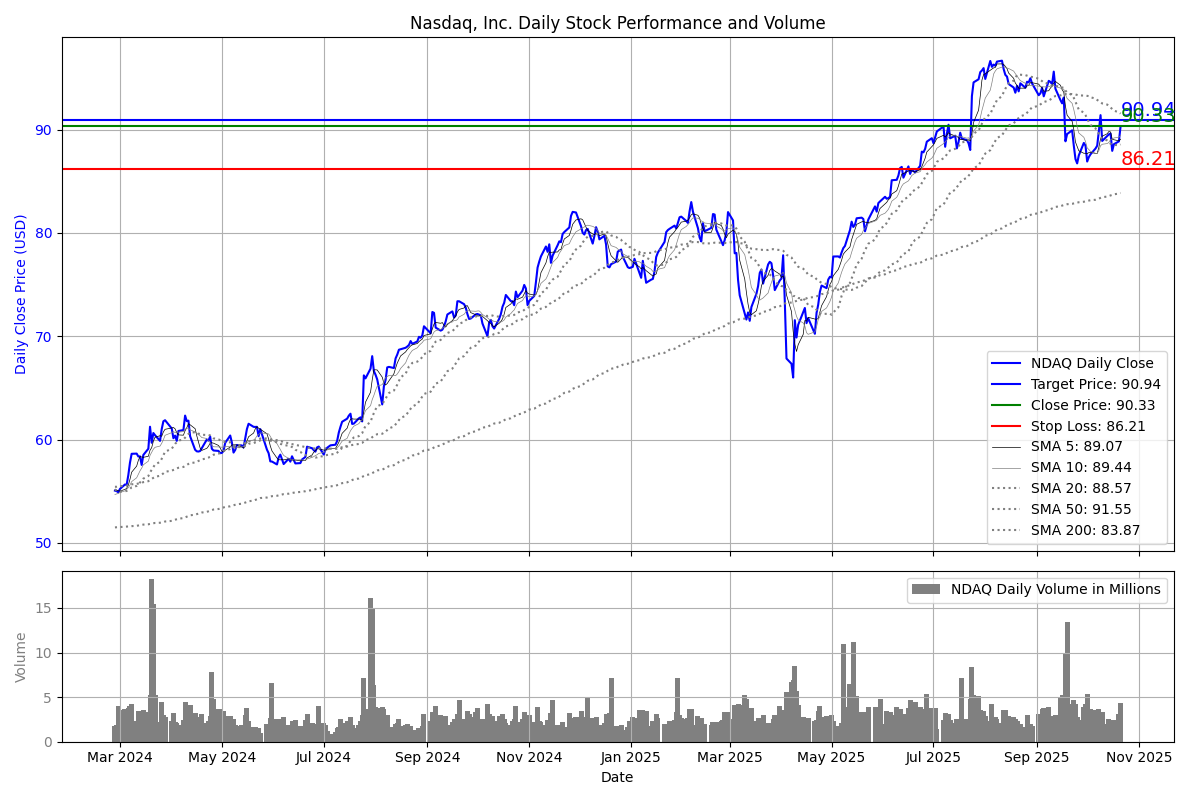 Nasdaq, Inc. Daily Stock Performance and Volume
Daily Close Price (USD)
90
80
70
60
50
90.94
90.33
86.21
NDAQ Daily Close
Target Price: 90.94
Close Price: 90.33
Stop Loss: 86.21
SMA 5: 89.07
SMA 10: 89.44
SMA 20: 88.57
SMA 50: 91.55
SMA 200: 83.87
Volume
15
10
5
0
NDAQ Daily Volume in Millions
Mar 2024 May 2024 Jul 2024 Sep 2024 Nov 2024 Jan 2025 Mar 2025 May 2025 Jul 2025 Sep 2025 Nov 2025
Date